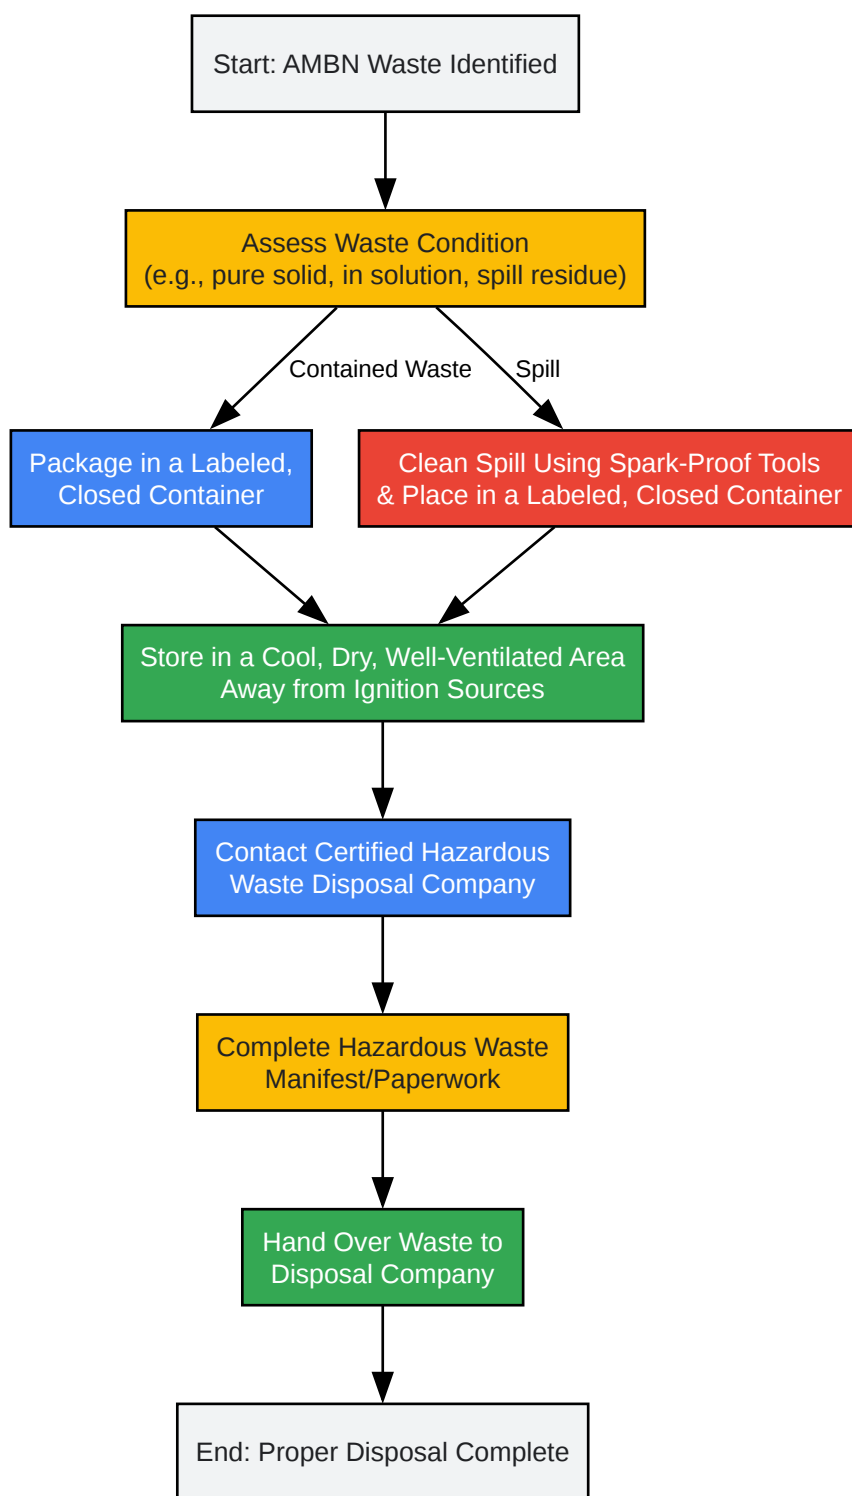 Start: AMBN Waste Identified
Assess Waste Condition
(e.g., pure solid, in solution, spill residue)
Contained Waste
Spill
Package in a Labeled,
Closed Container
Clean Spill Using Spark-Proof Tools
& Place in a Labeled, Closed Container
Store in a Cool, Dry, Well-Ventilated Area
Away from Ignition Sources
Contact Certified Hazardous
Waste Disposal Company
Complete Hazardous Waste
Manifest/Paperwork
Hand Over Waste to
Disposal Company
End: Proper Disposal Complete